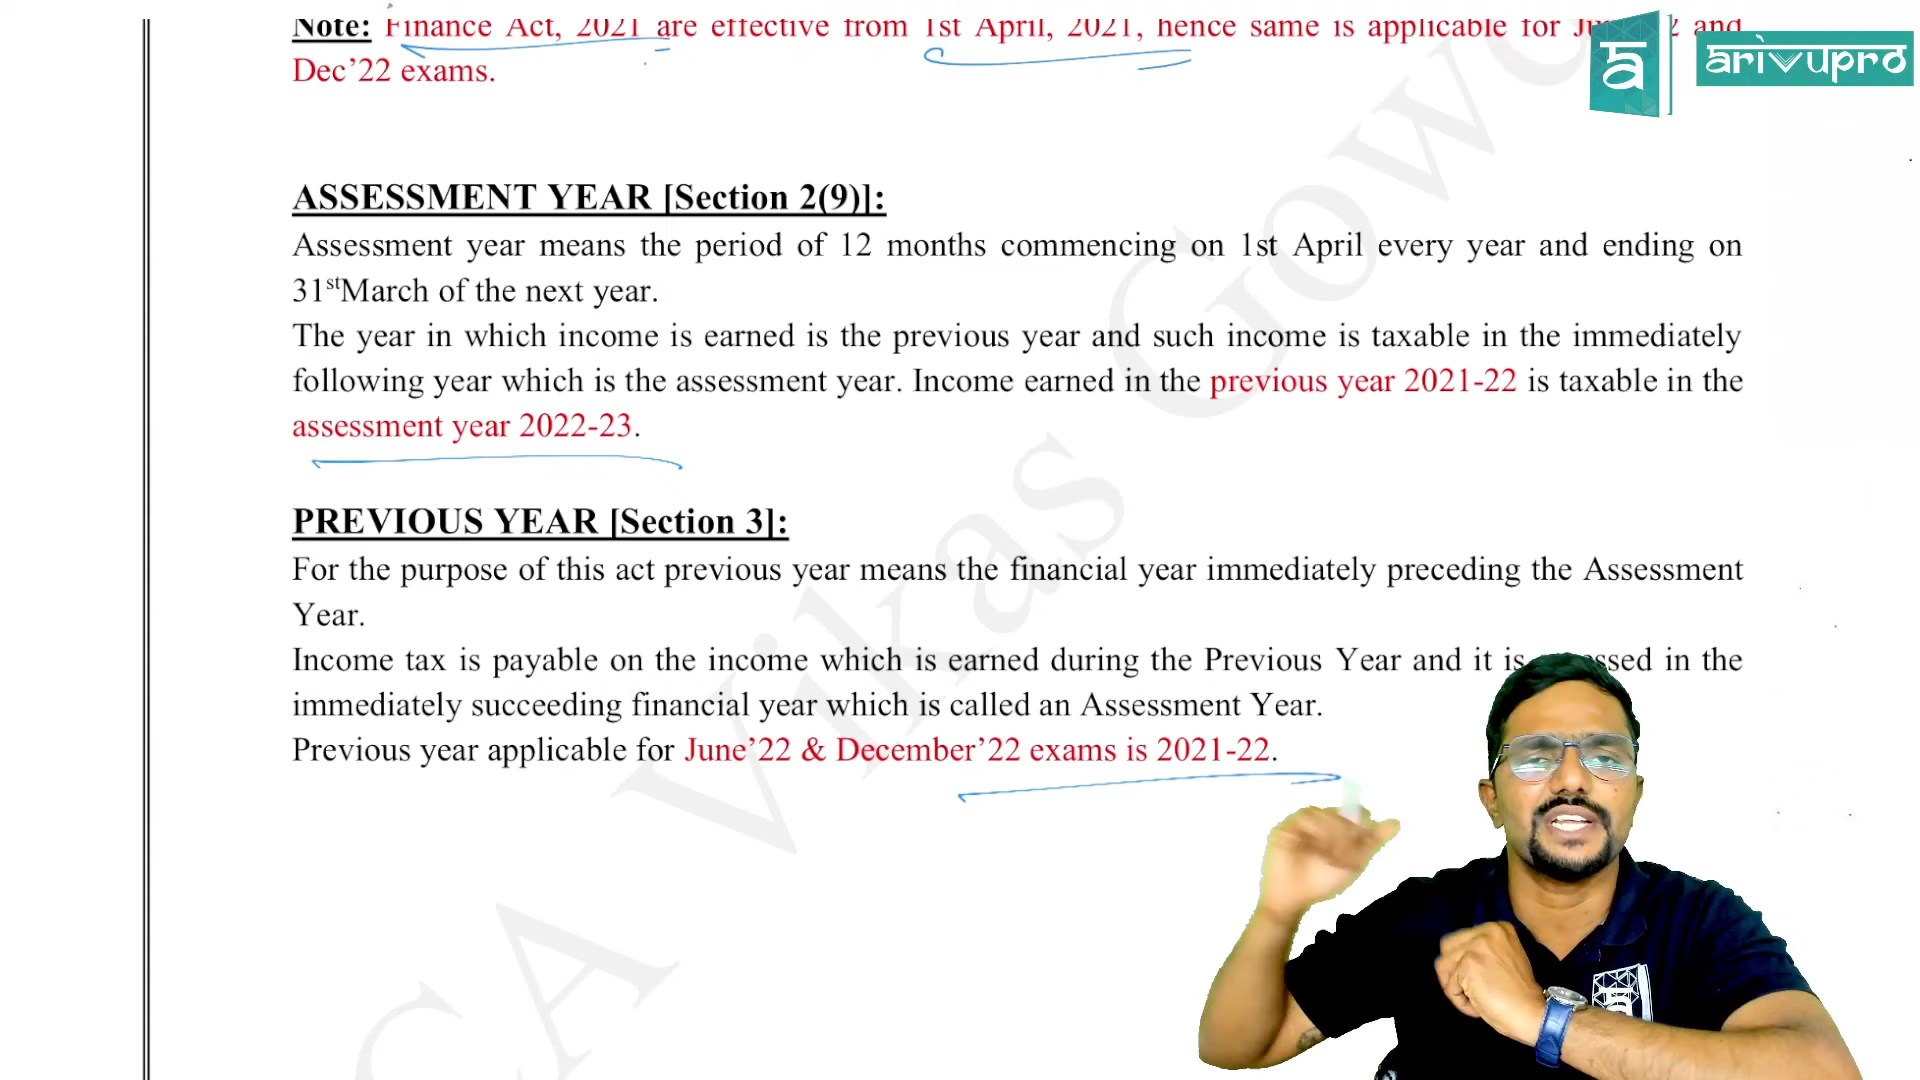 Note: Finance Act, 2021 are effective from 1st April, 2021, hence same is applicable for and
Dec’22 exams.
arivupro
ASSESSMENT YEAR [Section 2(9)]:
Assessment year means the period of 12 months commencing on 1st April every year and ending on
31stMarch of the next year.
The year in which income is earned is the previous year and such income is taxable in the immediately
following year which is the assessment year. Income earned in the previous year 2021-22 is taxable in the
assessment year 2022-23.
PREVIOUS YEAR [Section 3]:
For the purpose of this act previous year means the financial year immediately preceding the Assessment
Year.
Income tax is payable on the income which is earned during the Previous Year and it is in the
immediately succeeding financial year which is called an Assessment Year.
Previous year applicable for June’22 & December’22 exams is 2021-22.
CA Vikas Gow